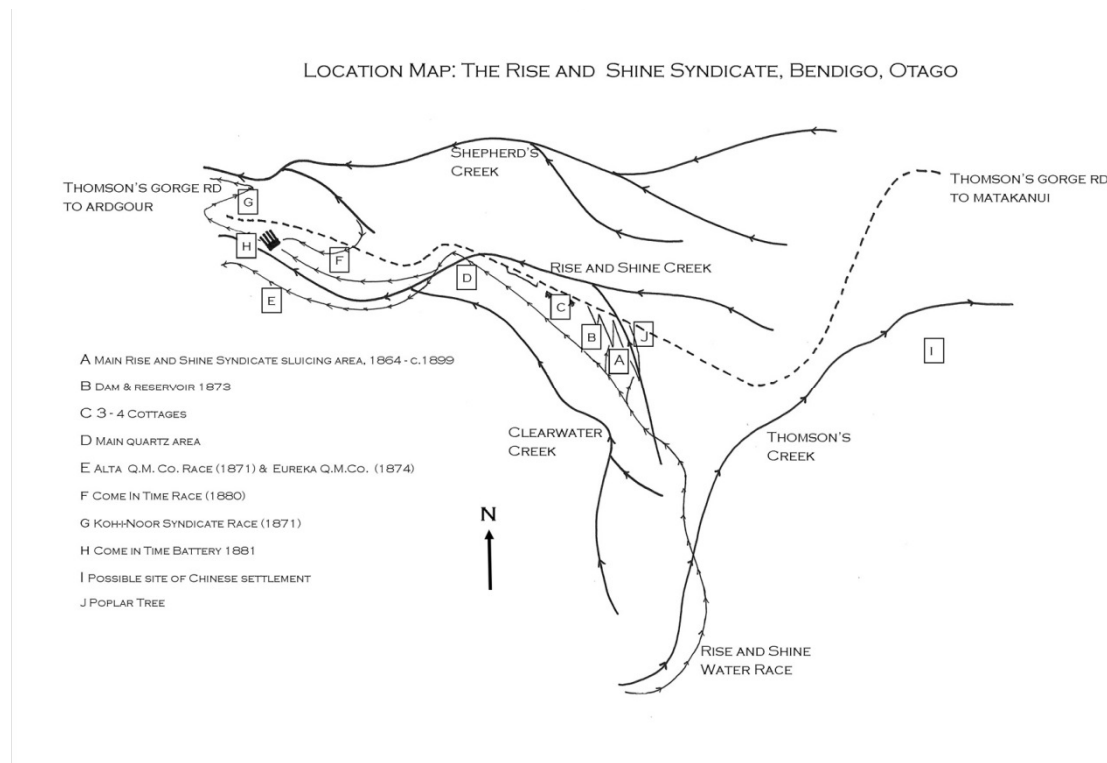 LOCATION MAP: THE RISE AND SHINE SYNDICATE, BENDIGO, OTAGO
SHEPHERD'S
CREEK
THOMSON'S GORGE RD
TO ARDGOUR
THOMSON'S GORGE RD
TO MATAKANUI
G
H
F
E
D
RISE AND SHINE CREEK
C
B
J
A
I
A MAIN RISE AND SHINE SYNDICATE SLUICING AREA, 1864 - C.1899
B DAM & RESERVOIR 1873
C 3 - 4 COTTAGES
D MAIN QUARTZ AREA
E ALTA Q.M. CO. RACE (1871) & EUREKA Q.M.CO. (1874)
F COME IN TIME RACE (1880)
G KOH-I-NOOR SYNDICATE RACE (1871)
H COME IN TIME BATTERY 1881
I POSSIBLE SITE OF CHINESE SETTLEMENT
J POPLAR TREE
CLEARWATER
CREEK
THOMSON'S
CREEK
N
RISE AND SHINE
WATER RACE